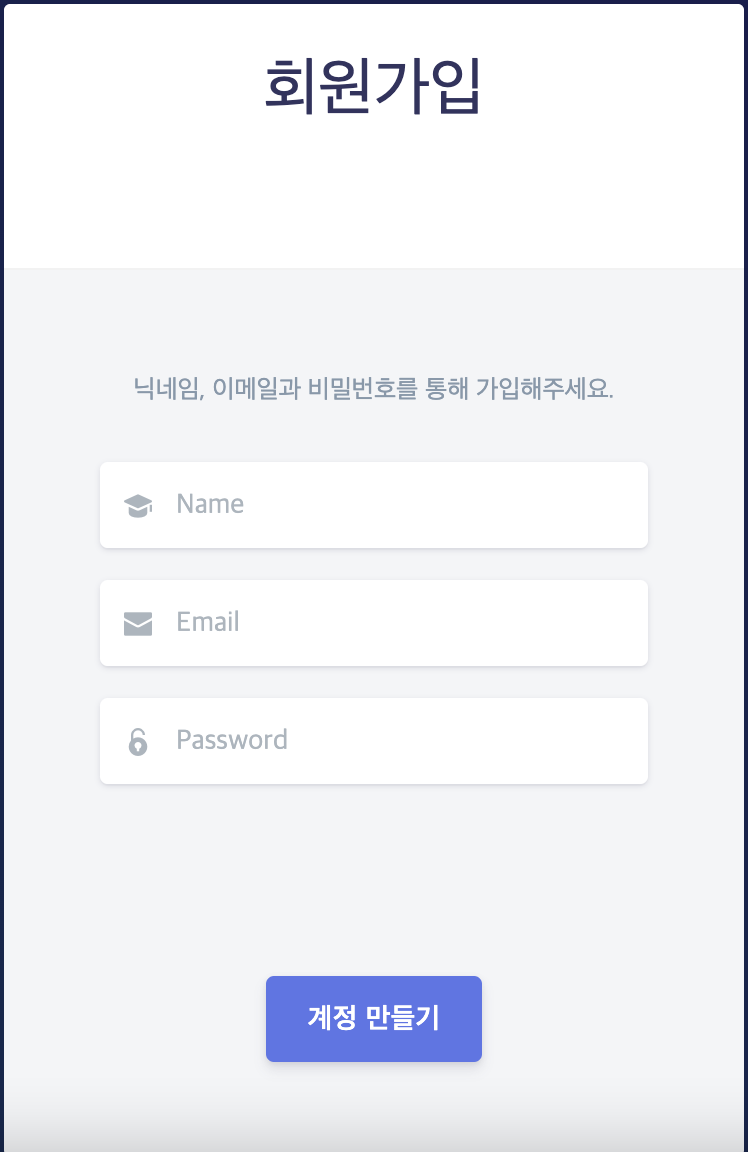 회원가입
닉네임, 이메일과 비밀번호를 통해 가입해주세요.
Name
Email
Password
계정 만들기